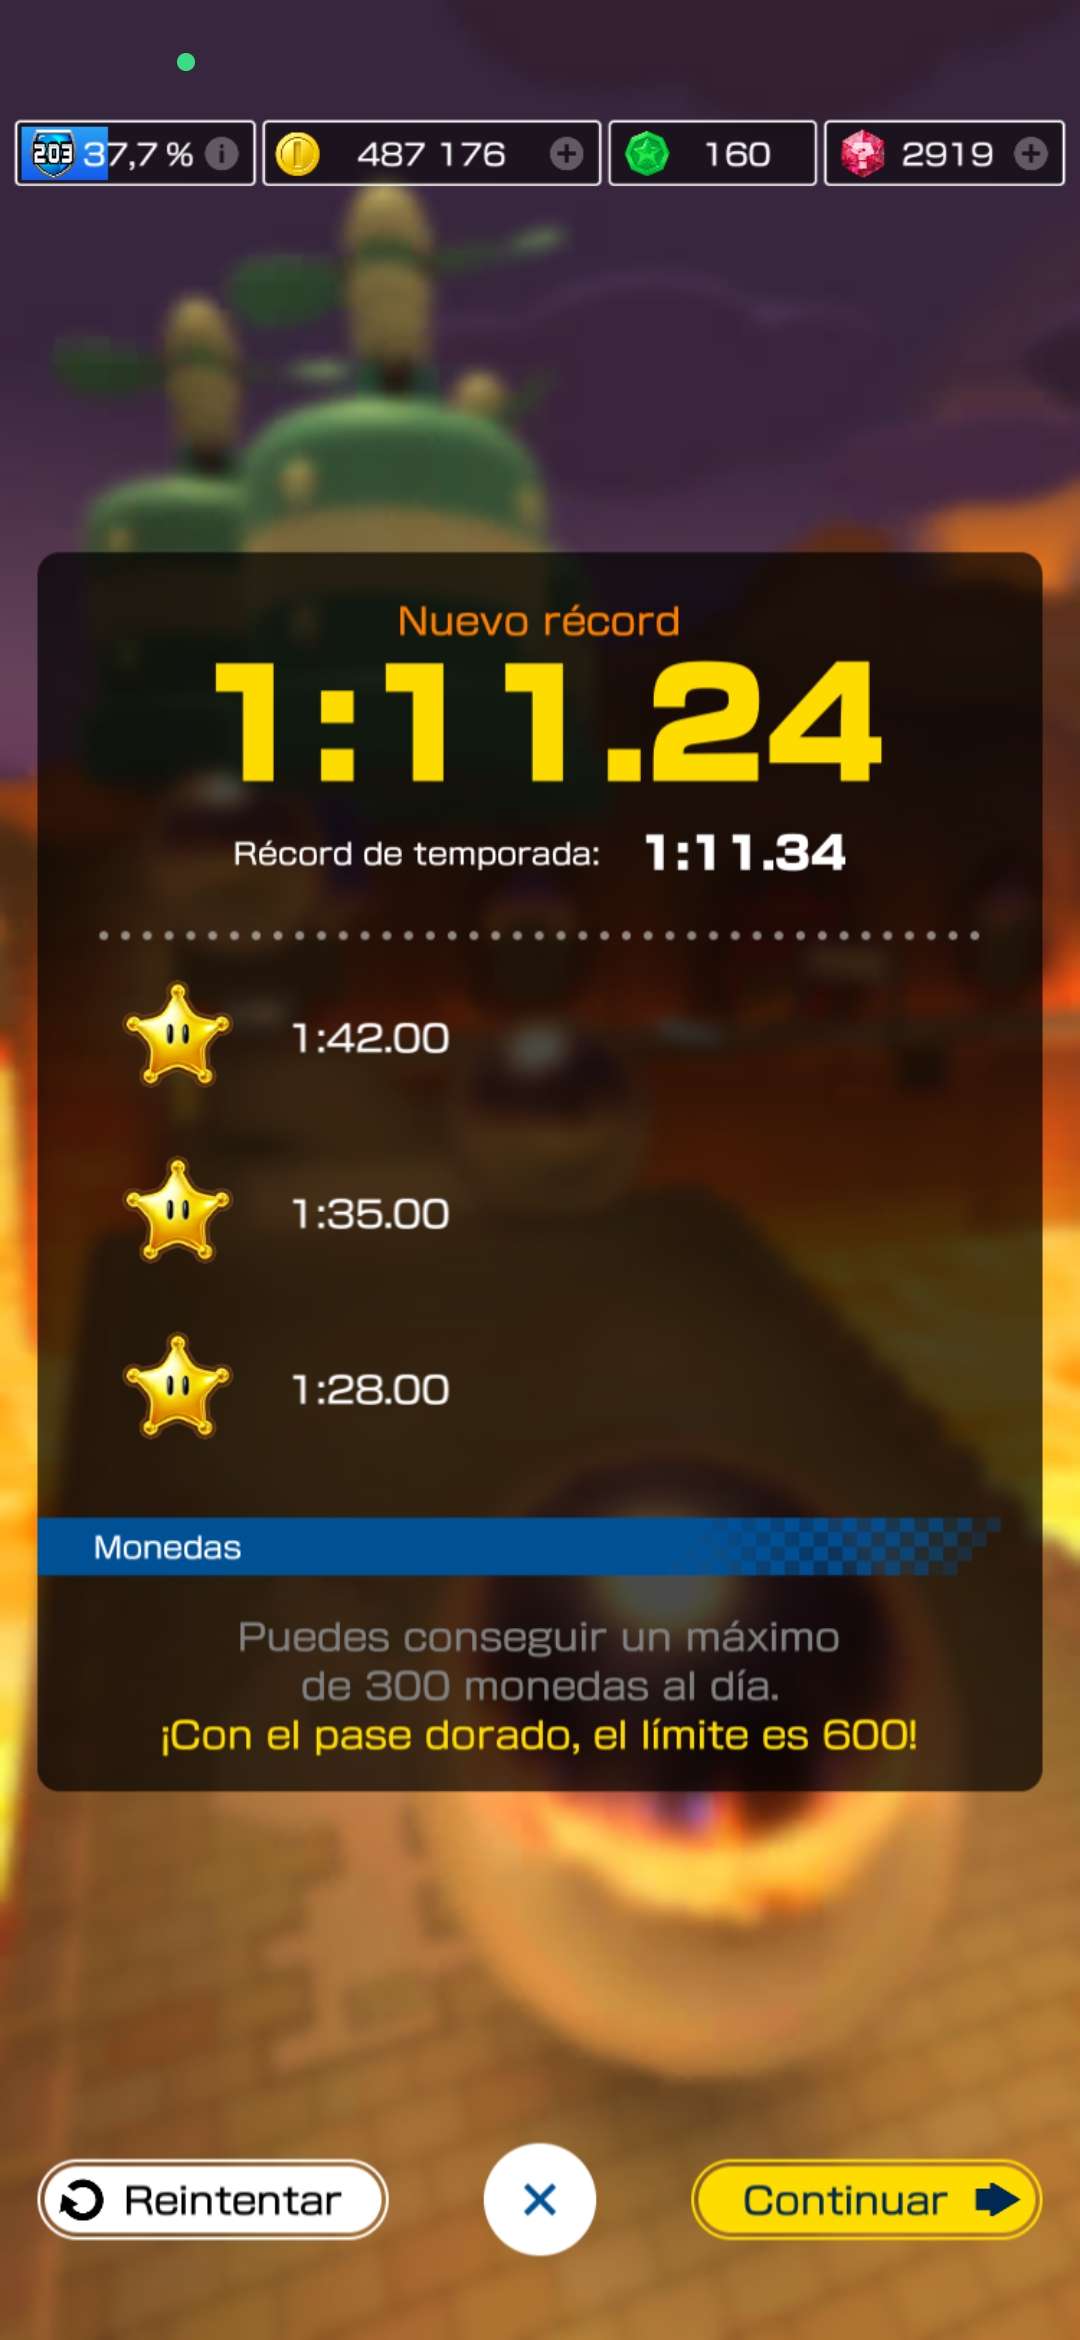 203 37,7 % i 487 176 + 160 2919 +
Nuevo récord
1:11.24
Récord de temporada: 1:11.34
1:42.00
1:35.00
1:28.00
Monedas
Puedes conseguir un máximo
de 300 monedas al día.
¡Con el pase dorado, el límite es 600!
Reintentar × Continuar